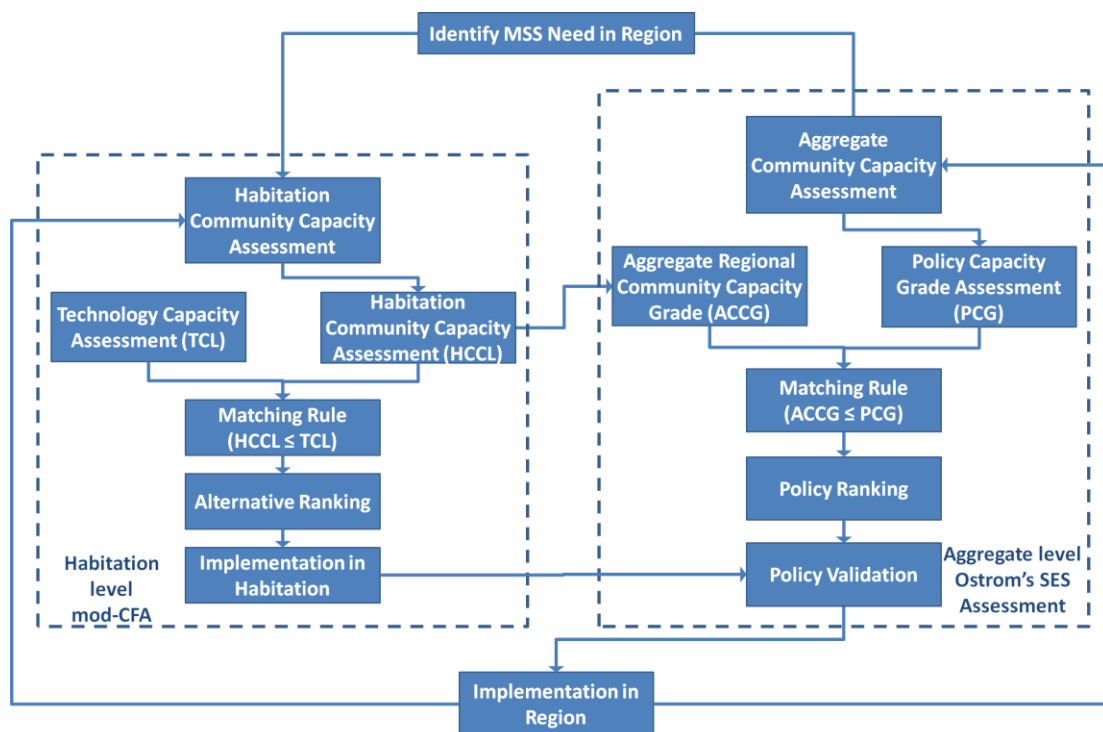 Identify MSS Need in Region
Habitation
Community Capacity
Assessment
Technology Capacity
Assessment (TCL)
Habitation
Community Capacity
Assessment (HCCL)
Matching Rule
(HCCL ≤ TCL)
Alternative Ranking
Implementation in
Habitation
Habitation
level
mod-CFA
Aggregate
Community Capacity
Assessment
Aggregate Regional
Community Capacity
Grade (ACCG)
Policy Capacity
Grade Assessment
(PCG)
Matching Rule
(ACCG ≤ PCG)
Policy Ranking
Policy Validation
Aggregate level
Ostrom’s SES
Assessment
Implementation in
Region